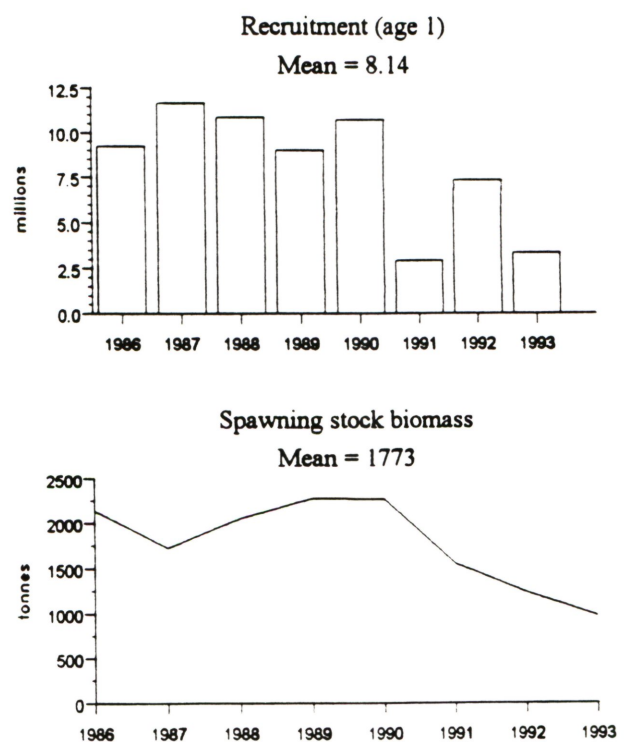 Recruitment (age 1)
Mean = 8.14
12.5
10.0
7.5
5.0
2.5
0.0
millions
1986 1987 1988 1989 1990 1991 1992 1993
Spawning stock biomass
Mean = 1773
2500
2000
1500
1000
500
0
tonnes
1986 1987 1988 1989 1990 1991 1992 1993